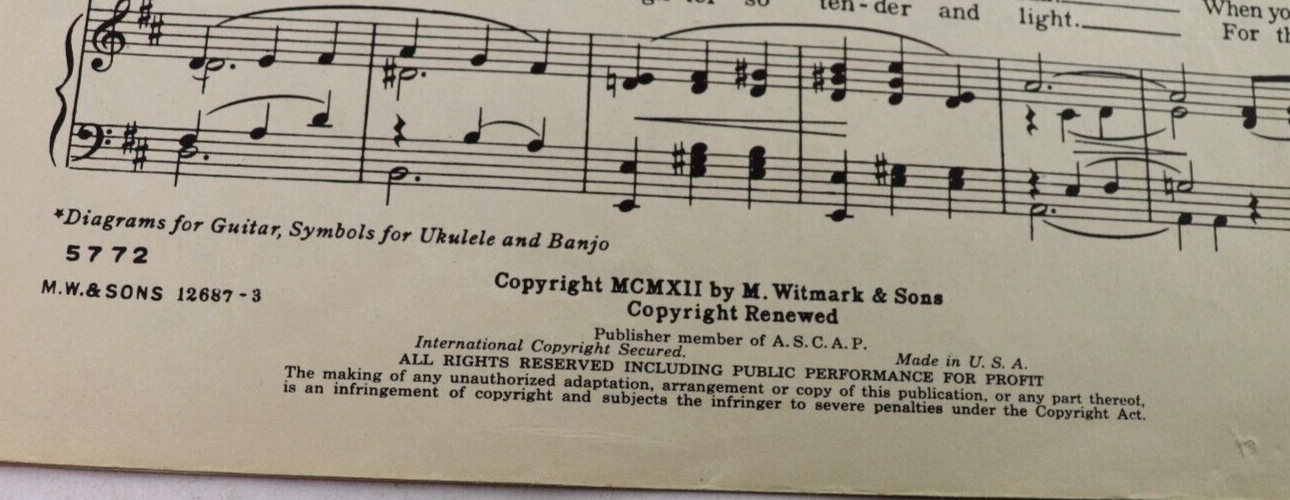 so ten-der and light. When yo
For th
*Diagrams for Guitar, Symbols for Ukulele and Banjo
5772
M.W.& SONS 12687-3
Copyright MCMXII by M. Witmark & Sons
Copyright Renewed
Publisher member of A. S. C. A. P.
International Copyright Secured. Made in U. S. A.
ALL RIGHTS RESERVED INCLUDING PUBLIC PERFORMANCE FOR PROFIT
The making of any unauthorized adaptation, arrangement or copy of this publication, or any part thereof,
is an infringement of copyright and subjects the infringer to severe penalties under the Copyright Act.